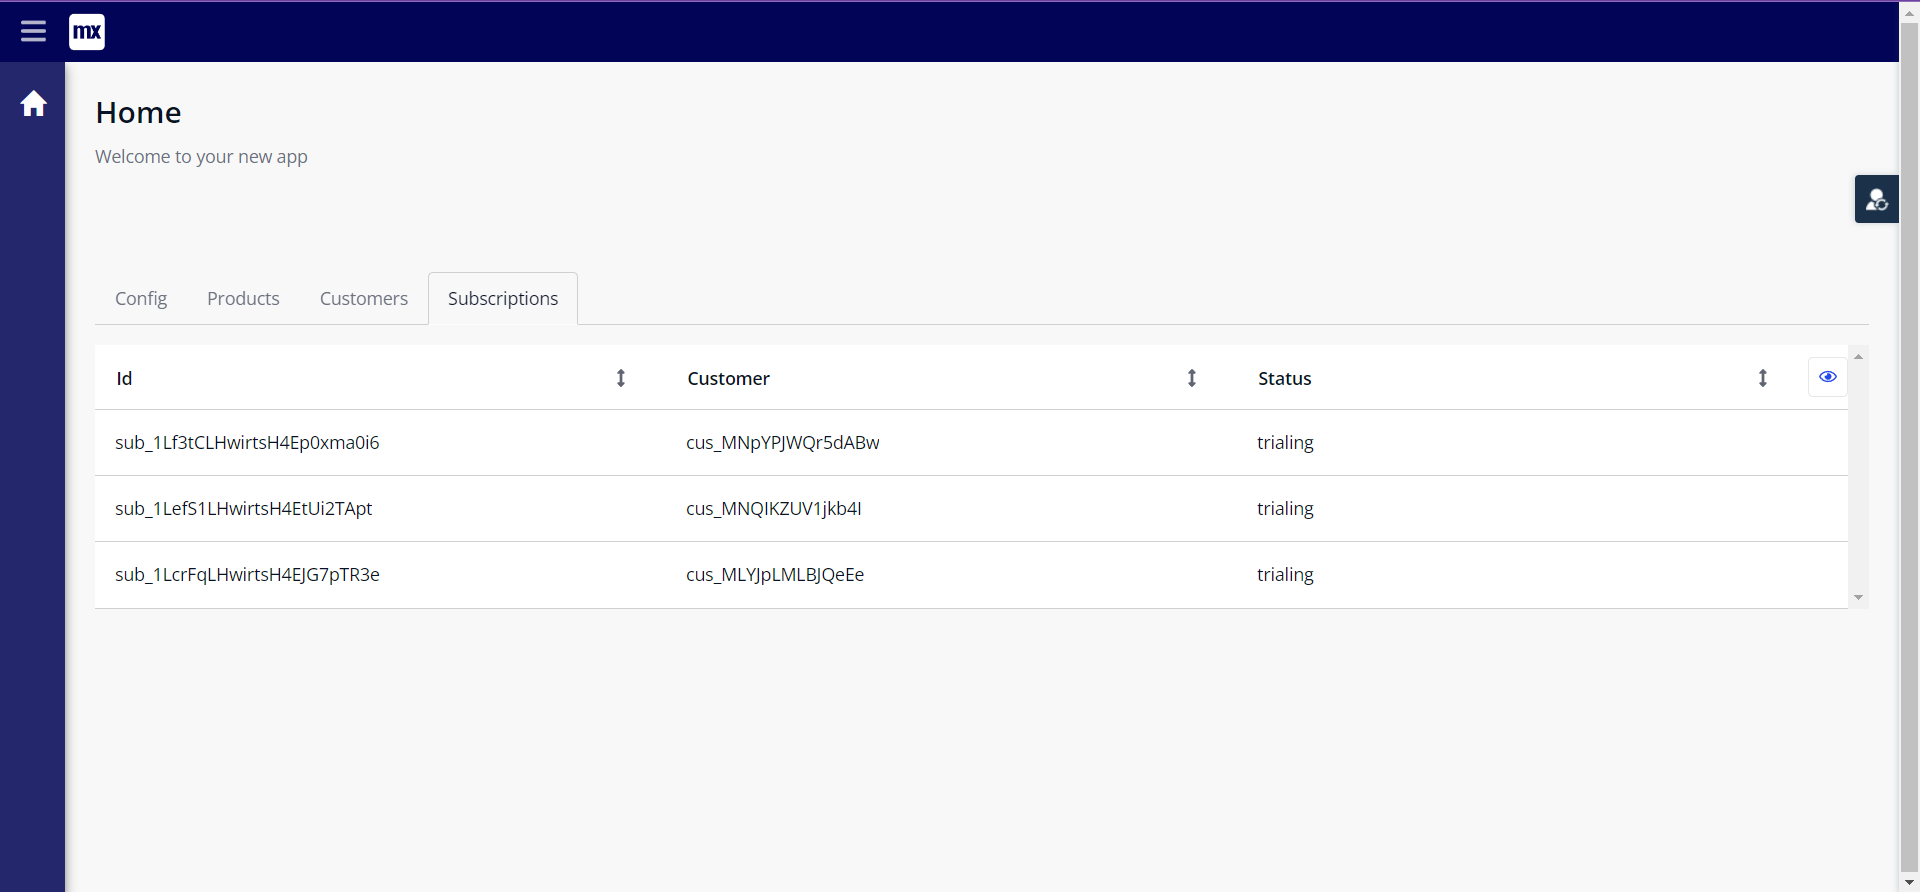 mx
Home
Welcome to your new app
Config Products Customers Subscriptions
Id Customer Status
sub_1Lf3tCLHwirtsH4Ep0xma0i6 cus_MNpYPJWQr5dABw trialing
sub_1LefS1LHwirtsH4EtUi2TApt cus_MNQIKZUV1jkb4I trialing
sub_1LcrFqLHwirtsH4EJG7pTR3e cus_MLYJpLMLBJQeEe trialing